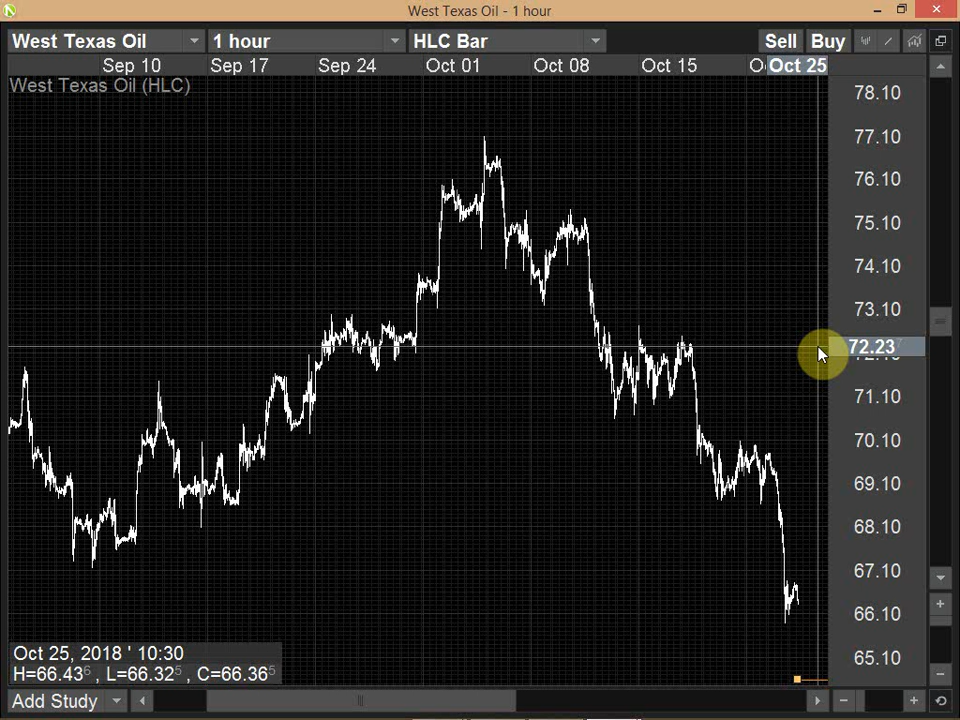 West Texas Oil - 1 hour
West Texas Oil 1 hour HLC Bar Sell Buy
Sep 10 Sep 17 Sep 24 Oct 01 Oct 08 Oct 15 O Oct 25
West Texas Oil (HLC)
78.10
77.10
76.10
75.10
74.10
73.10
72.23
71.10
70.10
69.10
68.10
67.10
66.10
65.10
Oct 25, 2018 ' 10:30
H=66.43⁶ , L=66.32⁵ , C=66.36⁵
Add Study